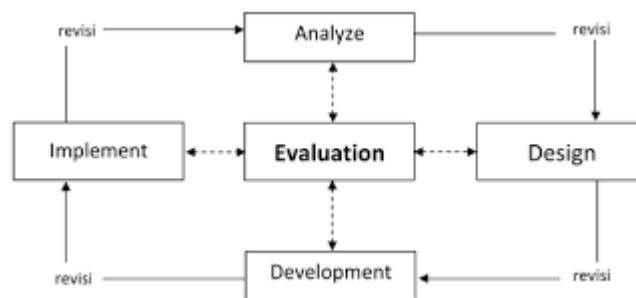 Analyze
revisi
revisi
Implement
Evaluation
Design
revisi
Development
revisi